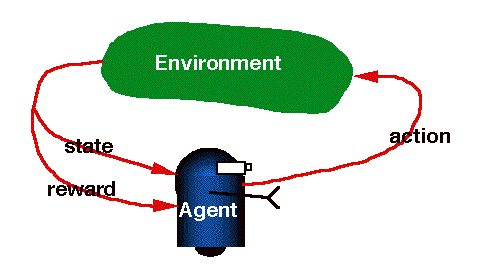 Environment
action
state
reward
Agent